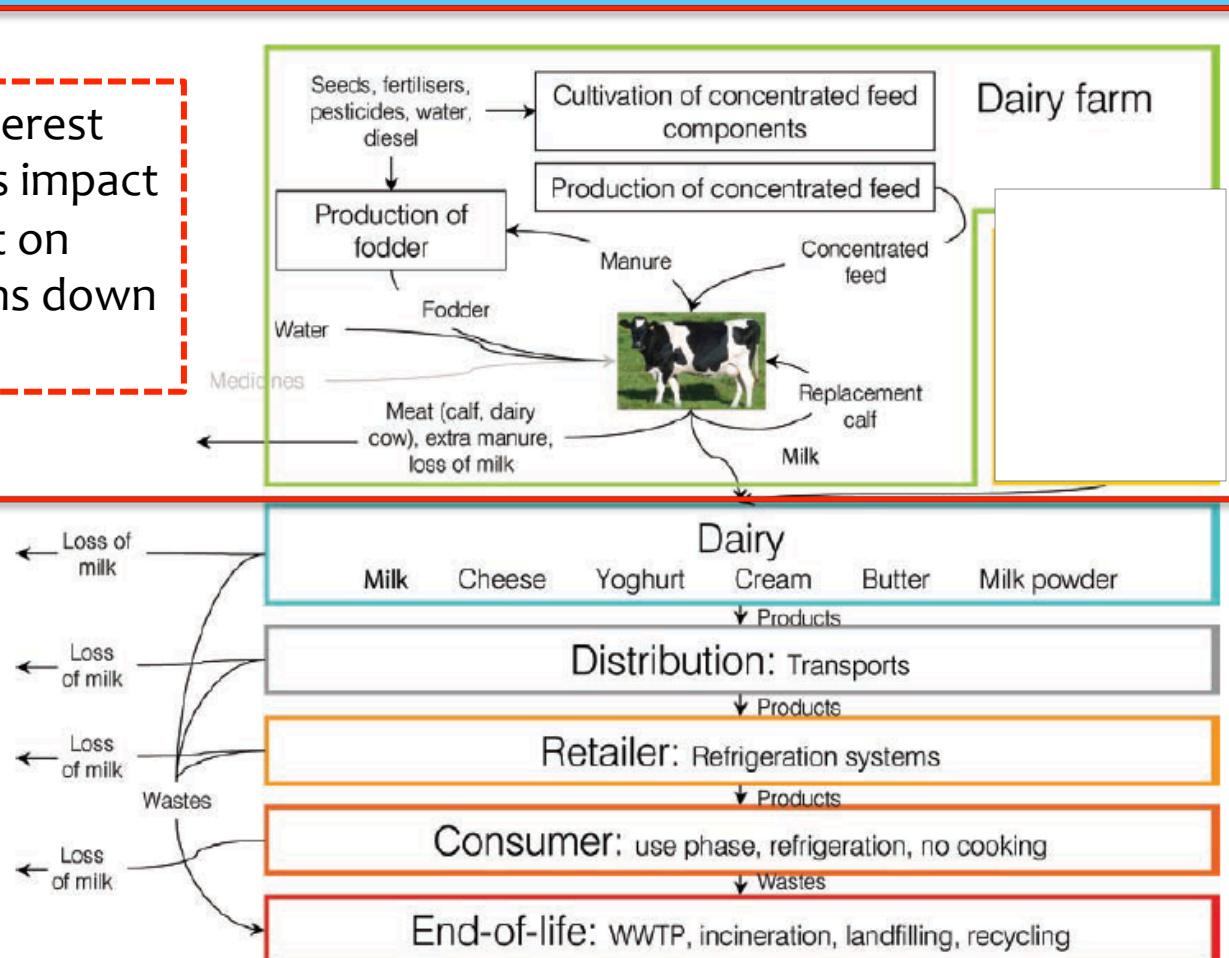 erest
s impact
t on
ns down
Dairy farm
Seeds, fertilisers,
pesticides, water,
diesel
Cultivation of concentrated feed
components
Production of concentrated feed
Production of
fodder
Manure
Concentrated
feed
Fodder
Water
Medicines
Replacement
calf
Meat (calf, dairy
cow), extra manure,
loss of milk
Milk
Loss of
milk
Dairy
Milk Cheese Yoghurt Cream Butter Milk powder
Products
Loss
of milk
Distribution: Transports
Products
Loss
of milk
Retailer: Refrigeration systems
Wastes
Products
Loss
of milk
Consumer: use phase, refrigeration, no cooking
Wastes
End-of-life: WWTP, incineration, landfilling, recycling